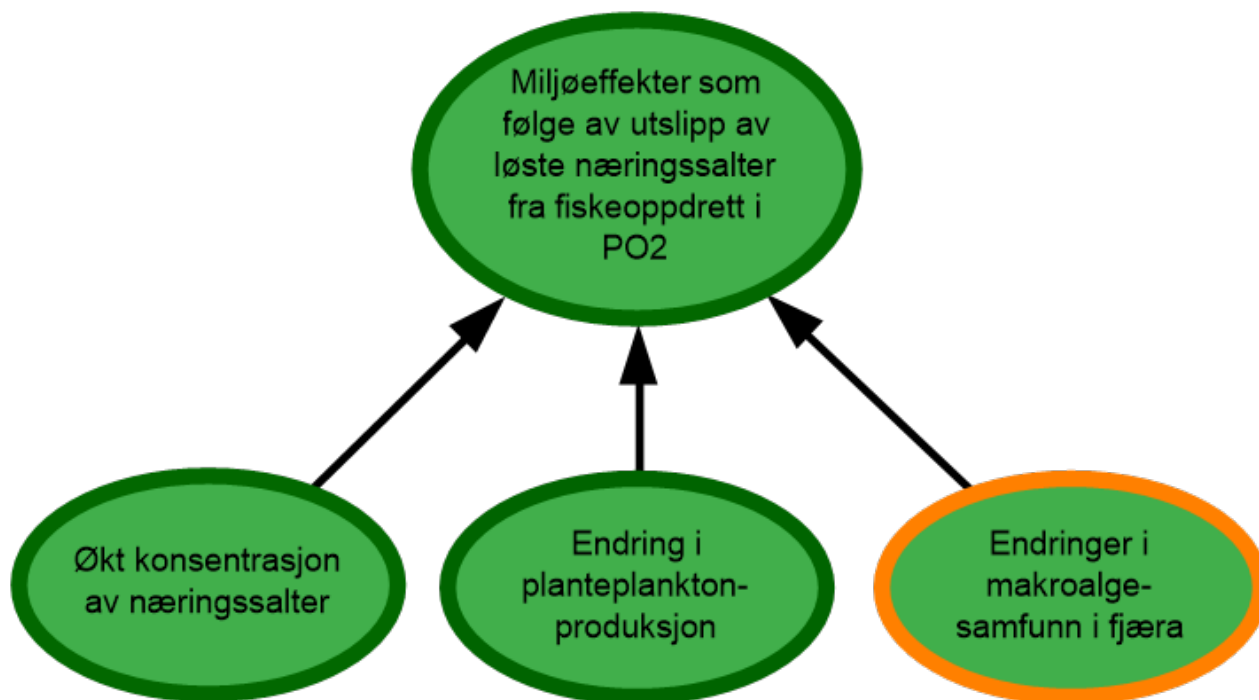 Miljøeffekter som
følge av utslipp av
løste næringssalter
fra fiskeoppdrett i
PO2
Økt konsentrasjon
av næringssalter
Endring i
planteplankton-
produksjon
Endringer i
makroalge-
samfunn i fjæra